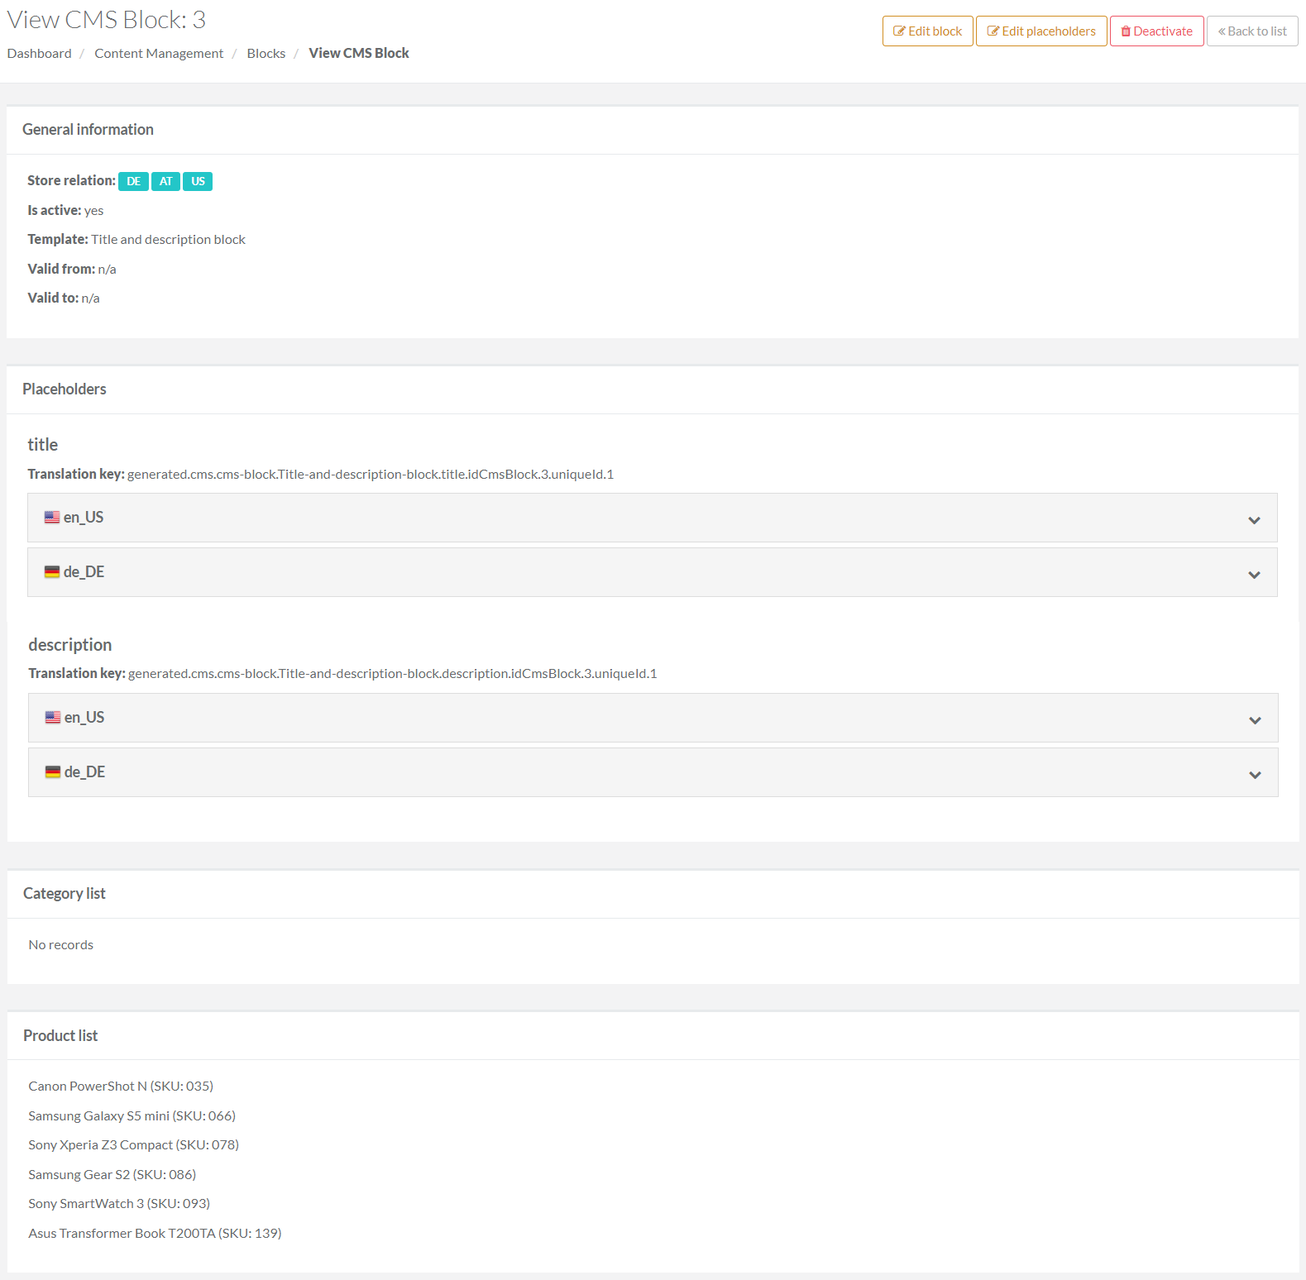 View CMS Block: 3
Dashboard / Content Management / Blocks / View CMS Block
Edit block Edit placeholders Deactivate « Back to list
General information
Store relation: DE AT US
Is active: yes
Template: Title and description block
Valid from: n/a
Valid to: n/a
Placeholders
title
Translation key: generated.cms.cms-block.Title-and-description-block.title.idCmsBlock.3.uniqueId.1
en_US
de_DE
description
Translation key: generated.cms.cms-block.Title-and-description-block.description.idCmsBlock.3.uniqueId.1
en_US
de_DE
Category list
No records
Product list
Canon PowerShot N (SKU: 035)
Samsung Galaxy S5 mini (SKU: 066)
Sony Xperia Z3 Compact (SKU: 078)
Samsung Gear S2 (SKU: 086)
Sony SmartWatch 3 (SKU: 093)
Asus Transformer Book T200TA (SKU: 139)